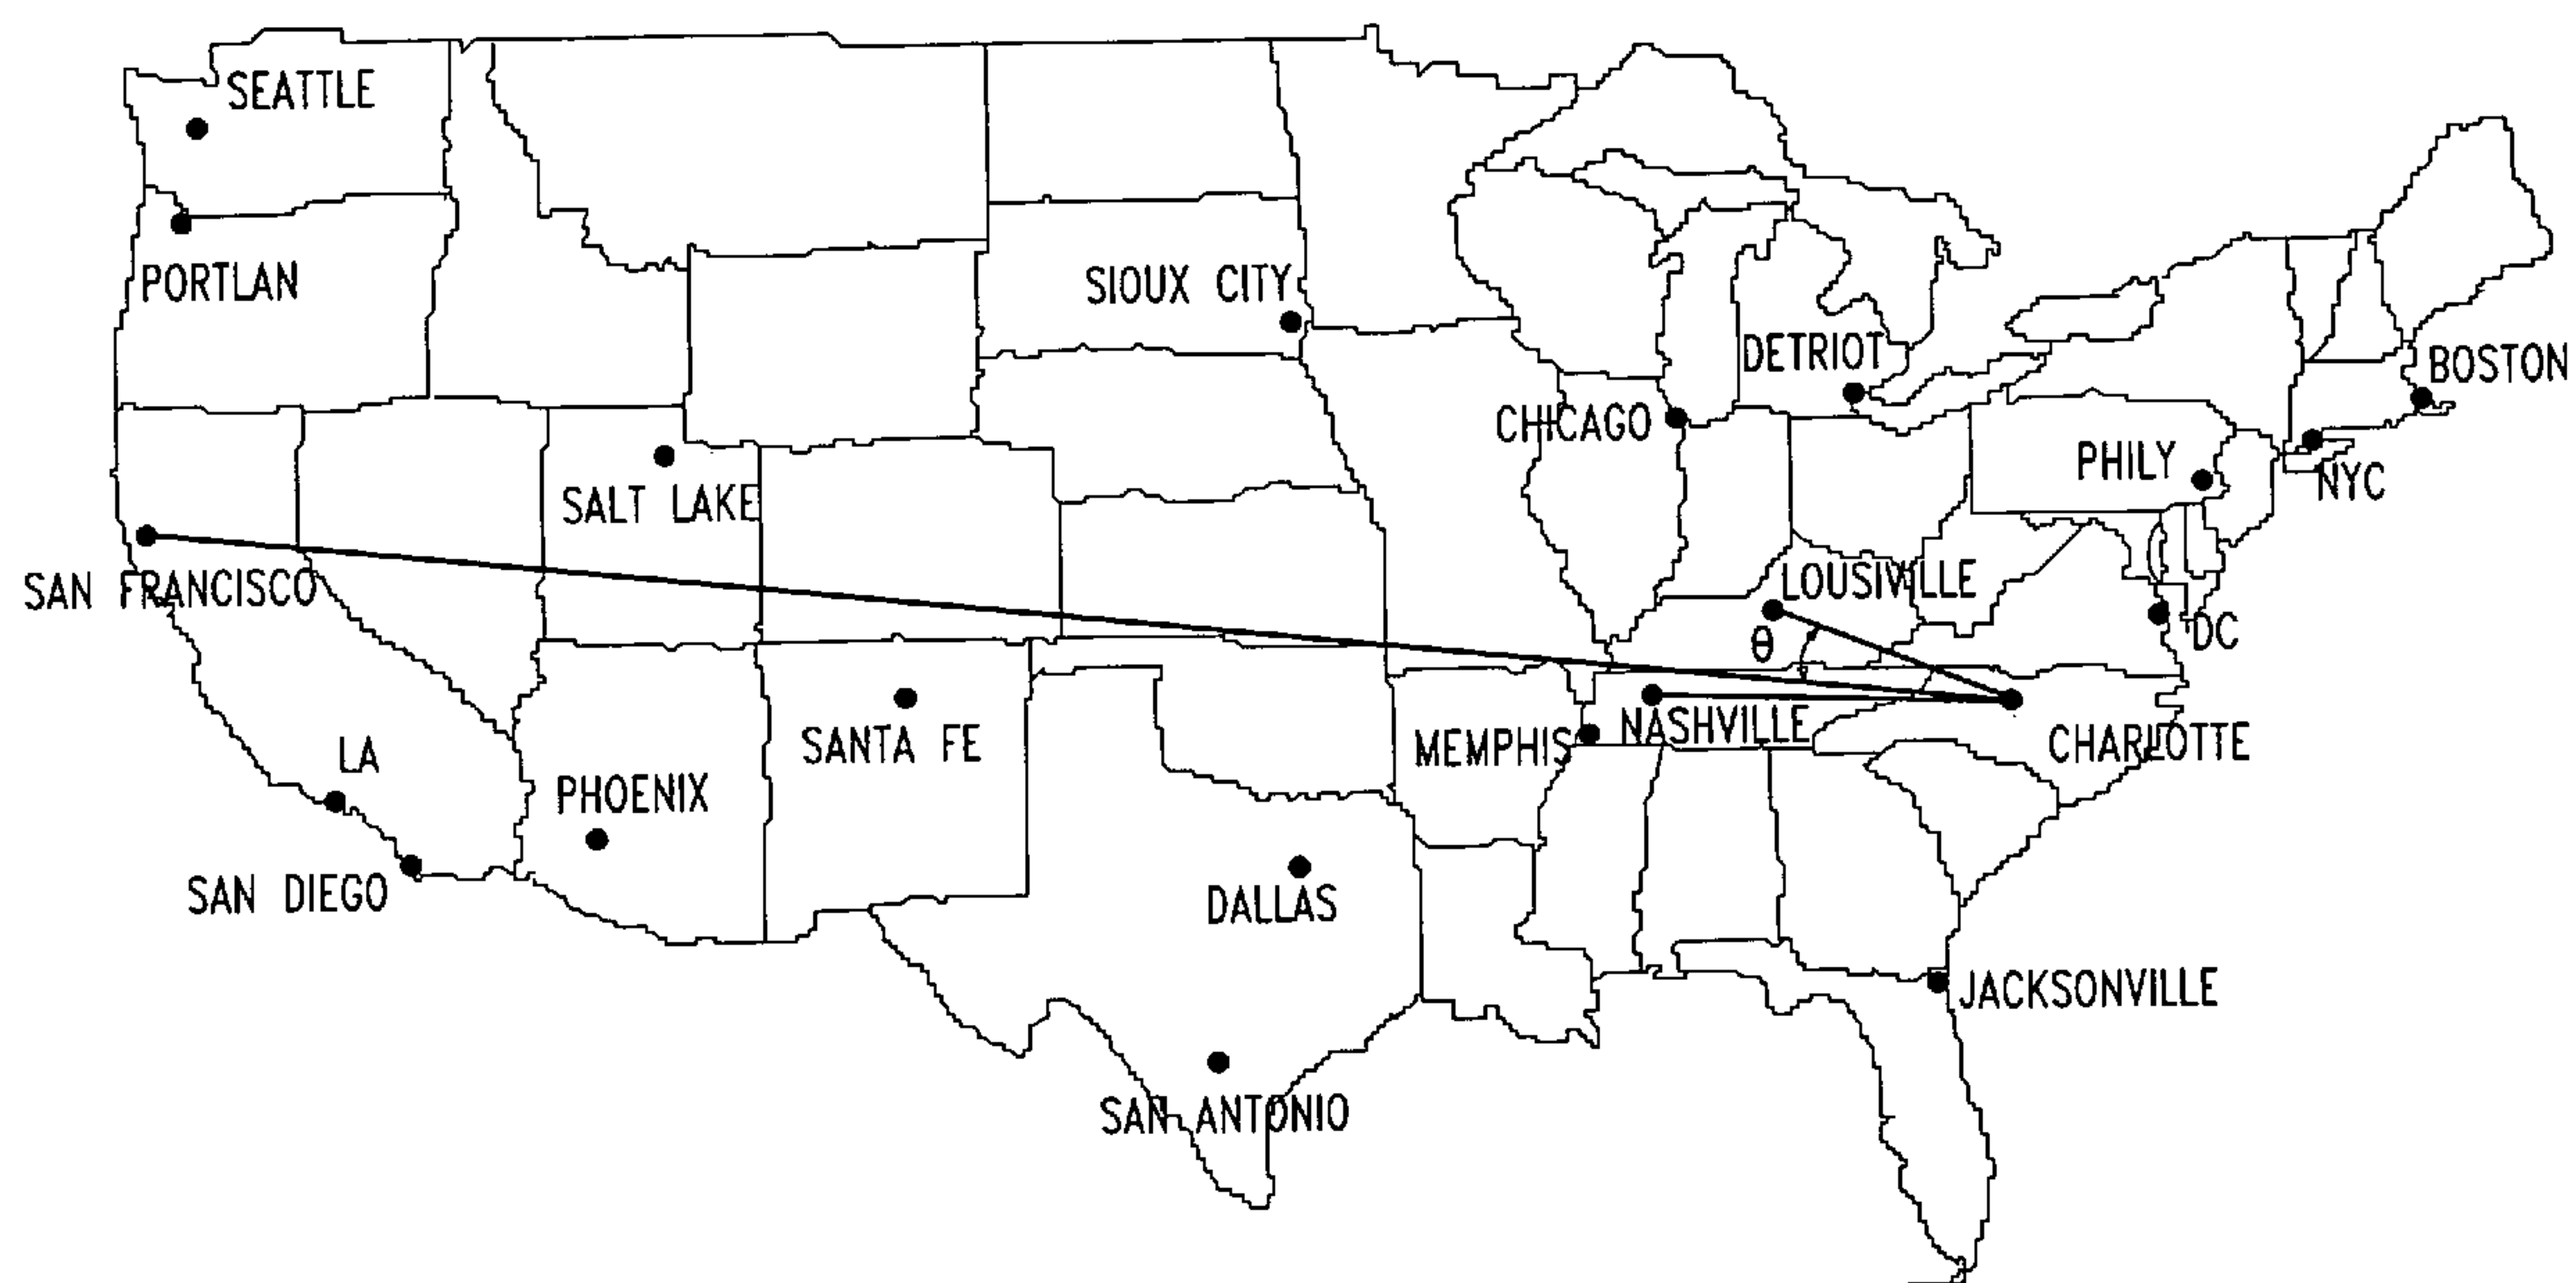 SEATTLE
PORTLAN
SIOUX CITY
DETRIOT
BOSTON
CHICAGO
PHILY
NYC
SALT LAKE
SAN FRANCISCO
LOUSIVILLE
DC
θ
SANTA FE
NASHVILLE
MEMPHIS
CHARLOTTE
LA
PHOENIX
SAN DIEGO
DALLAS
JACKSONVILLE
SAN ANTONIO